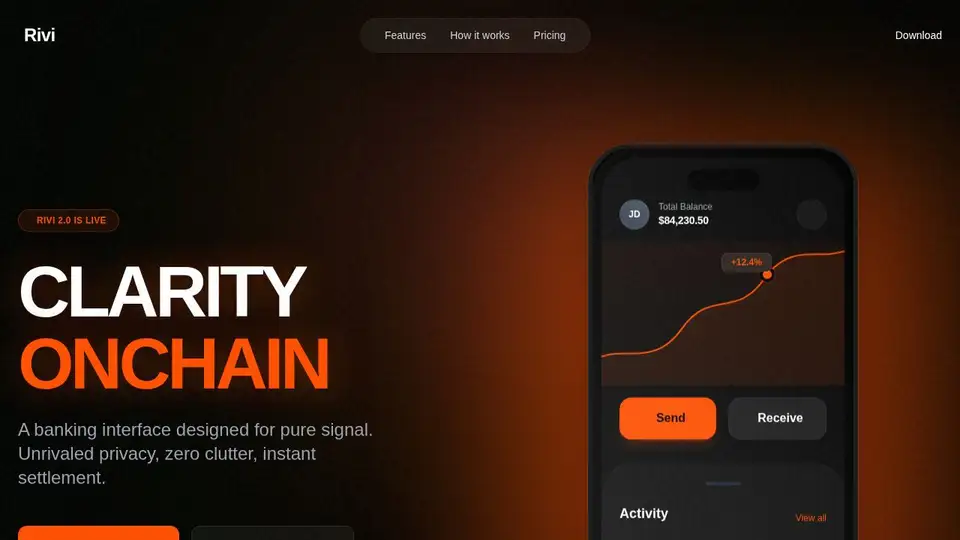 Rivi
Features
How it works
Pricing
Download
RIVI 2.0 IS LIVE
CLARITY
ONCHAIN
A banking interface designed for pure signal.
Unrivaled privacy, zero clutter, instant
settlement.
JD
Total Balance
$84,230.50
+12.4%
Send
Receive
Activity
View all